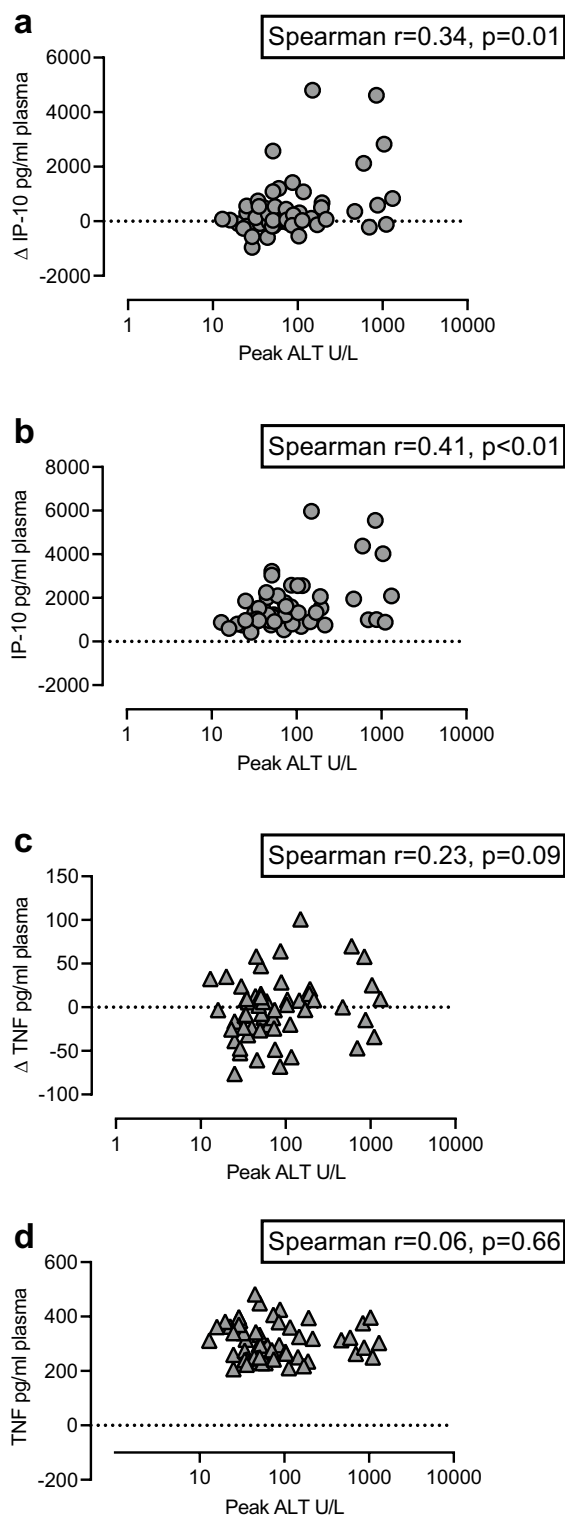 a
Spearman r=0.34, p=0.01
6000
4000
2000
0
-2000
Δ IP-10 pg/ml plasma
1 10 100 1000 10000
Peak ALT U/L
b
Spearman r=0.41, p<0.01
8000
6000
4000
2000
0
-2000
IP-10 pg/ml plasma
1 10 100 1000 10000
Peak ALT U/L
c
Spearman r=0.23, p=0.09
150
100
50
0
-50
-100
Δ TNF pg/ml plasma
1 10 100 1000 10000
Peak ALT U/L
d
Spearman r=0.06, p=0.66
600
400
200
0
-200
TNF pg/ml plasma
10 100 1000 10000
Peak ALT U/L